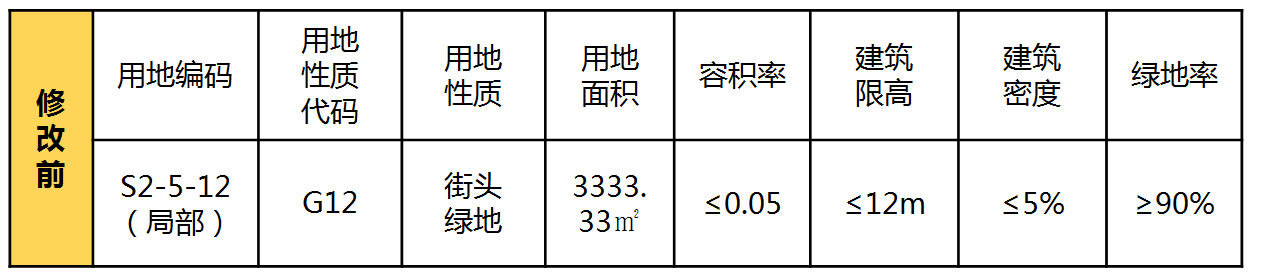 修
改
前
用地编码
用地
性质
代码
用地
性质
用地
面积
容积率
建筑
限高
建筑
密度
绿地率
S2-5-12
（局部）
G12
街头
绿地
3333.
33㎡
≤0.05
≤12m
≤5%
≥90%